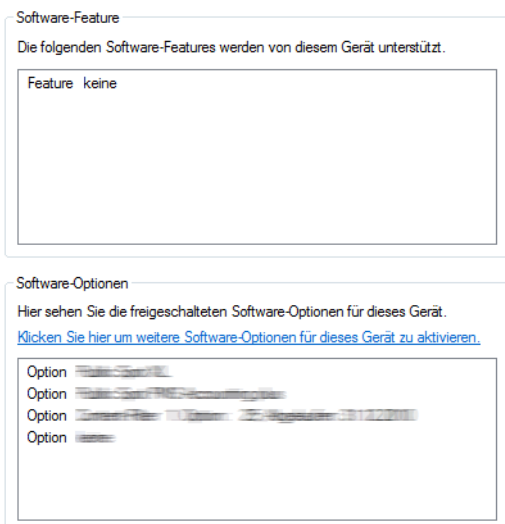 Software-Feature
Die folgenden Software-Features werden von diesem Gerät unterstützt.
Feature keine
Software-Optionen
Hier sehen Sie die freigeschalteten Software-Optionen für dieses Gerät.
Klicken Sie hier um weitere Software-Optionen für dieses Gerät zu aktivieren.
Option
Option
Option
Option